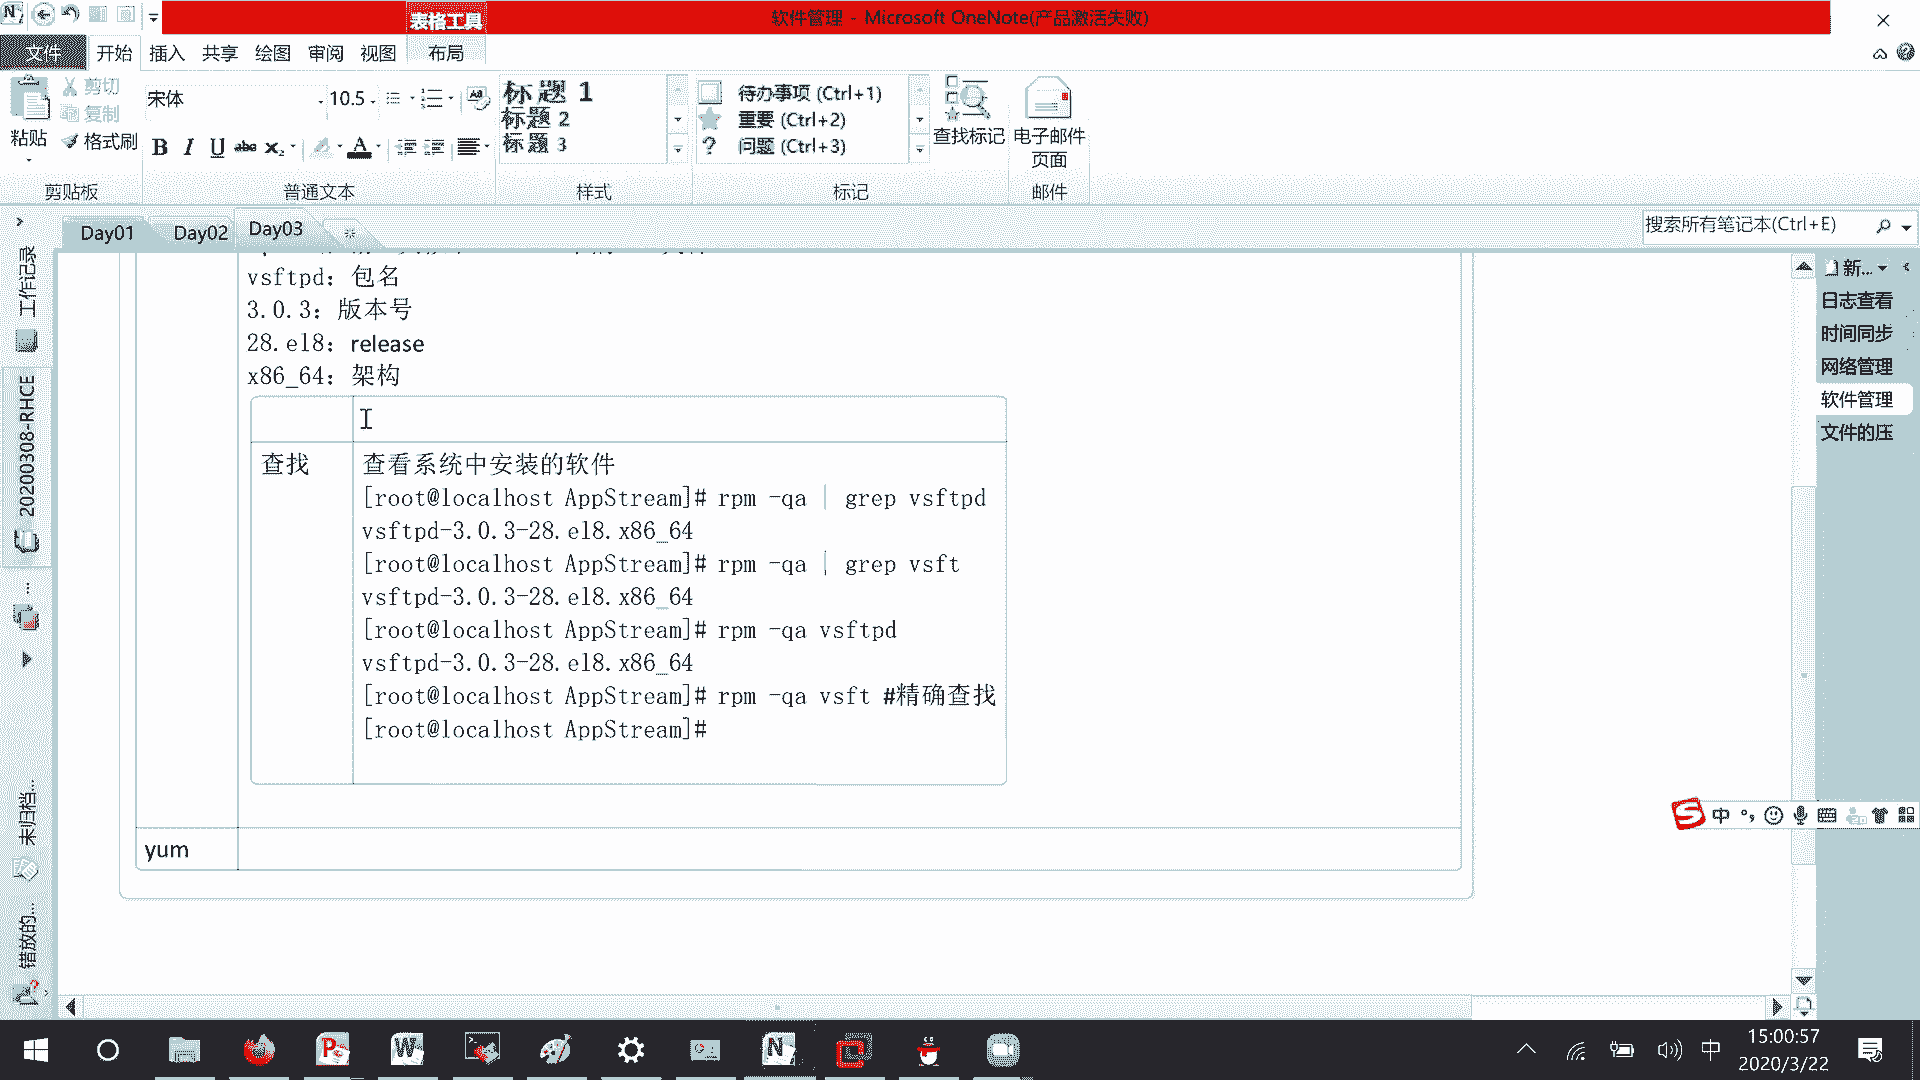 表格工具
软件管理 - Microsoft OneNote(产品激活失败)
文件 开始 插入 共享 绘图 审阅 视图 布局
粘贴 剪切 复制 格式刷
宋体 10.5
B I U abc x₂ A
标题 1
标题 2
标题 3
待办事项 (Ctrl+1)
重要 (Ctrl+2)
问题 (Ctrl+3)
查找标记
电子邮件
页面
剪贴板 普通文本 样式 标记 邮件
Day01 Day02 Day03
搜索所有笔记本(Ctrl+E)
工作记录
20200308-RHCE
...
未归档...
错放的...
vsftpd: 包名
3.0.3: 版本号
28.el8: release
x86_64: 架构
查找
查看系统中安装的软件
[root@localhost AppStream]# rpm -qa | grep vsftpd
vsftpd-3.0.3-28.el8.x86_64
[root@localhost AppStream]# rpm -qa | grep vsft
vsftpd-3.0.3-28.el8.x86_64
[root@localhost AppStream]# rpm -qa vsftpd
vsftpd-3.0.3-28.el8.x86_64
[root@localhost AppStream]# rpm -qa vsft #精确查找
[root@localhost AppStream]#
yum
新...
日志查看
时间同步
网络管理
软件管理
文件的压
中
中
15:00:57
2020/3/22